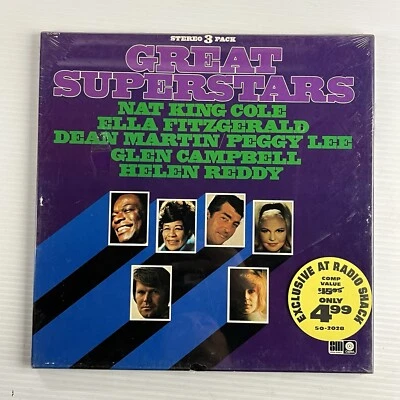 STEREO 3 PACK
GREAT
SUPERSTARS
NAT KING COLE
ELLA FITZGERALD
DEAN MARTIN/PEGGY LEE
GLEN CAMPBELL
HELEN REDDY
EXCLUSIVE AT RADIO SHACK
COMP
VALUE
$15.95
ONLY
4.99
50-2028
SM